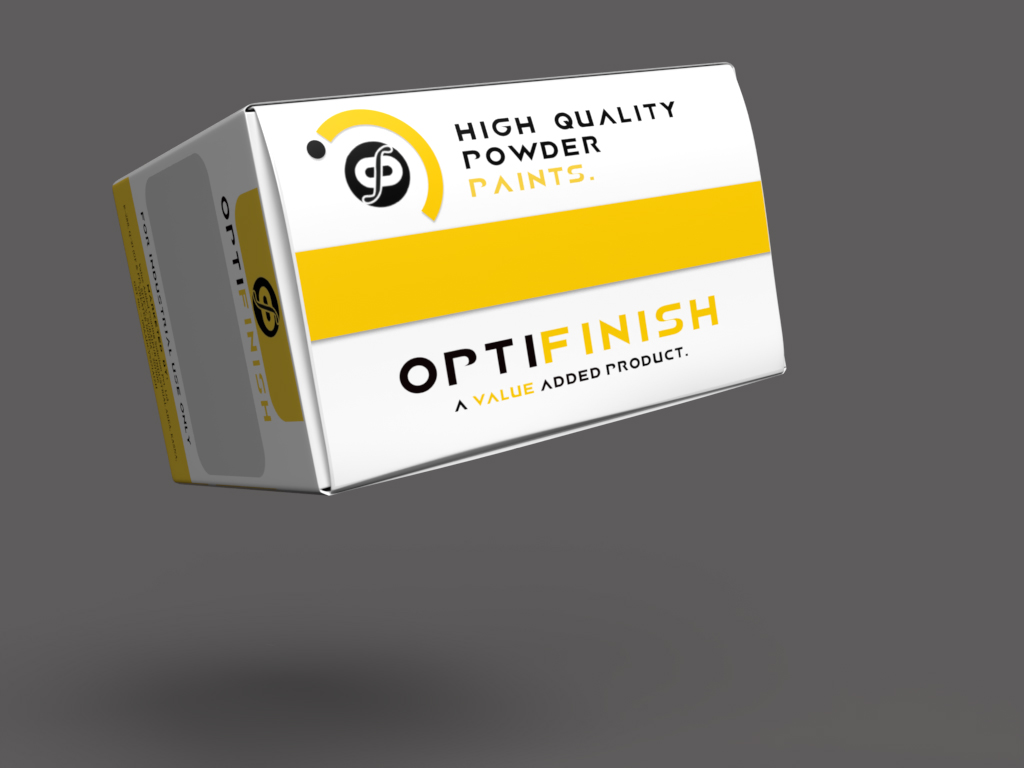 HIGH QUALITY
POWDER
PAINTS.
OPTIFINISH
A VALUE ADDED PRODUCT.
OPTIFINISH
FOR INDUSTRIAL USE ONLY